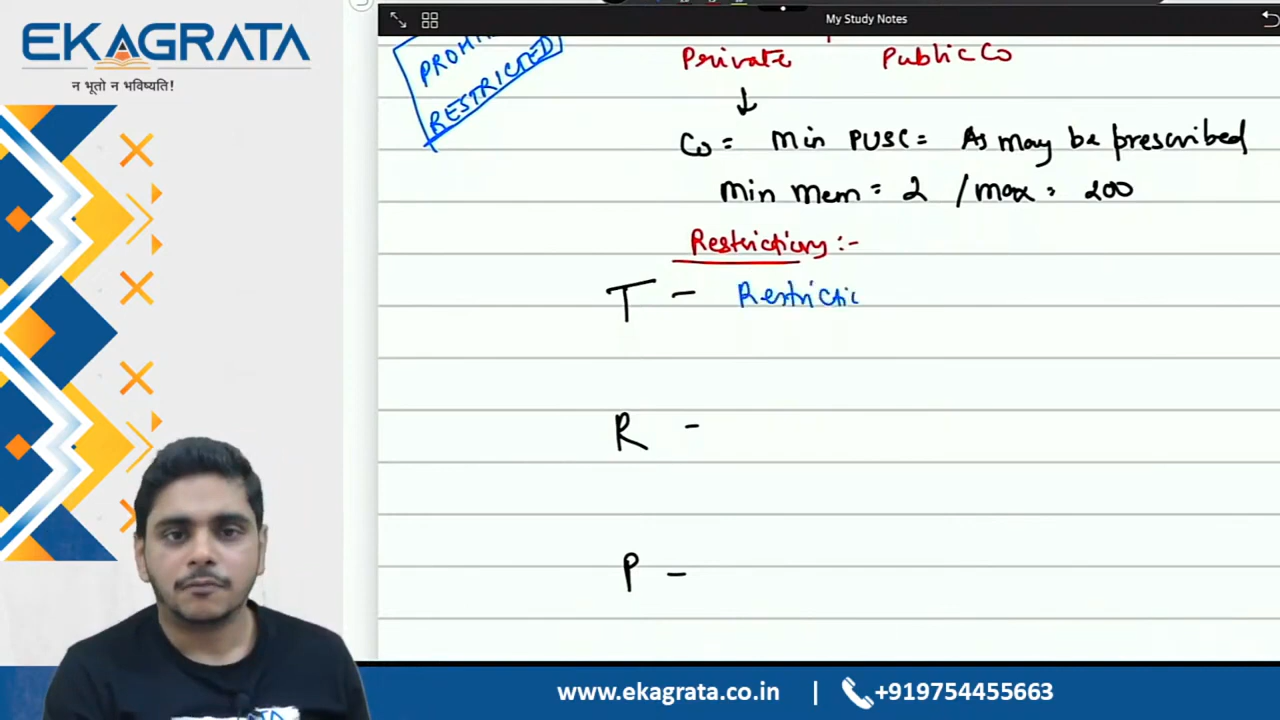 EKAGRATA
न भूतो न भविष्यति!
My Study Notes
RESTRICTED
Private Public Co
Co = Min PUSC = As may be prescribed
Min Mem = 2 / Max = 200
Restrictions :-
T - Restrictic
R -
P -
www.ekagrata.co.in | +919754455663